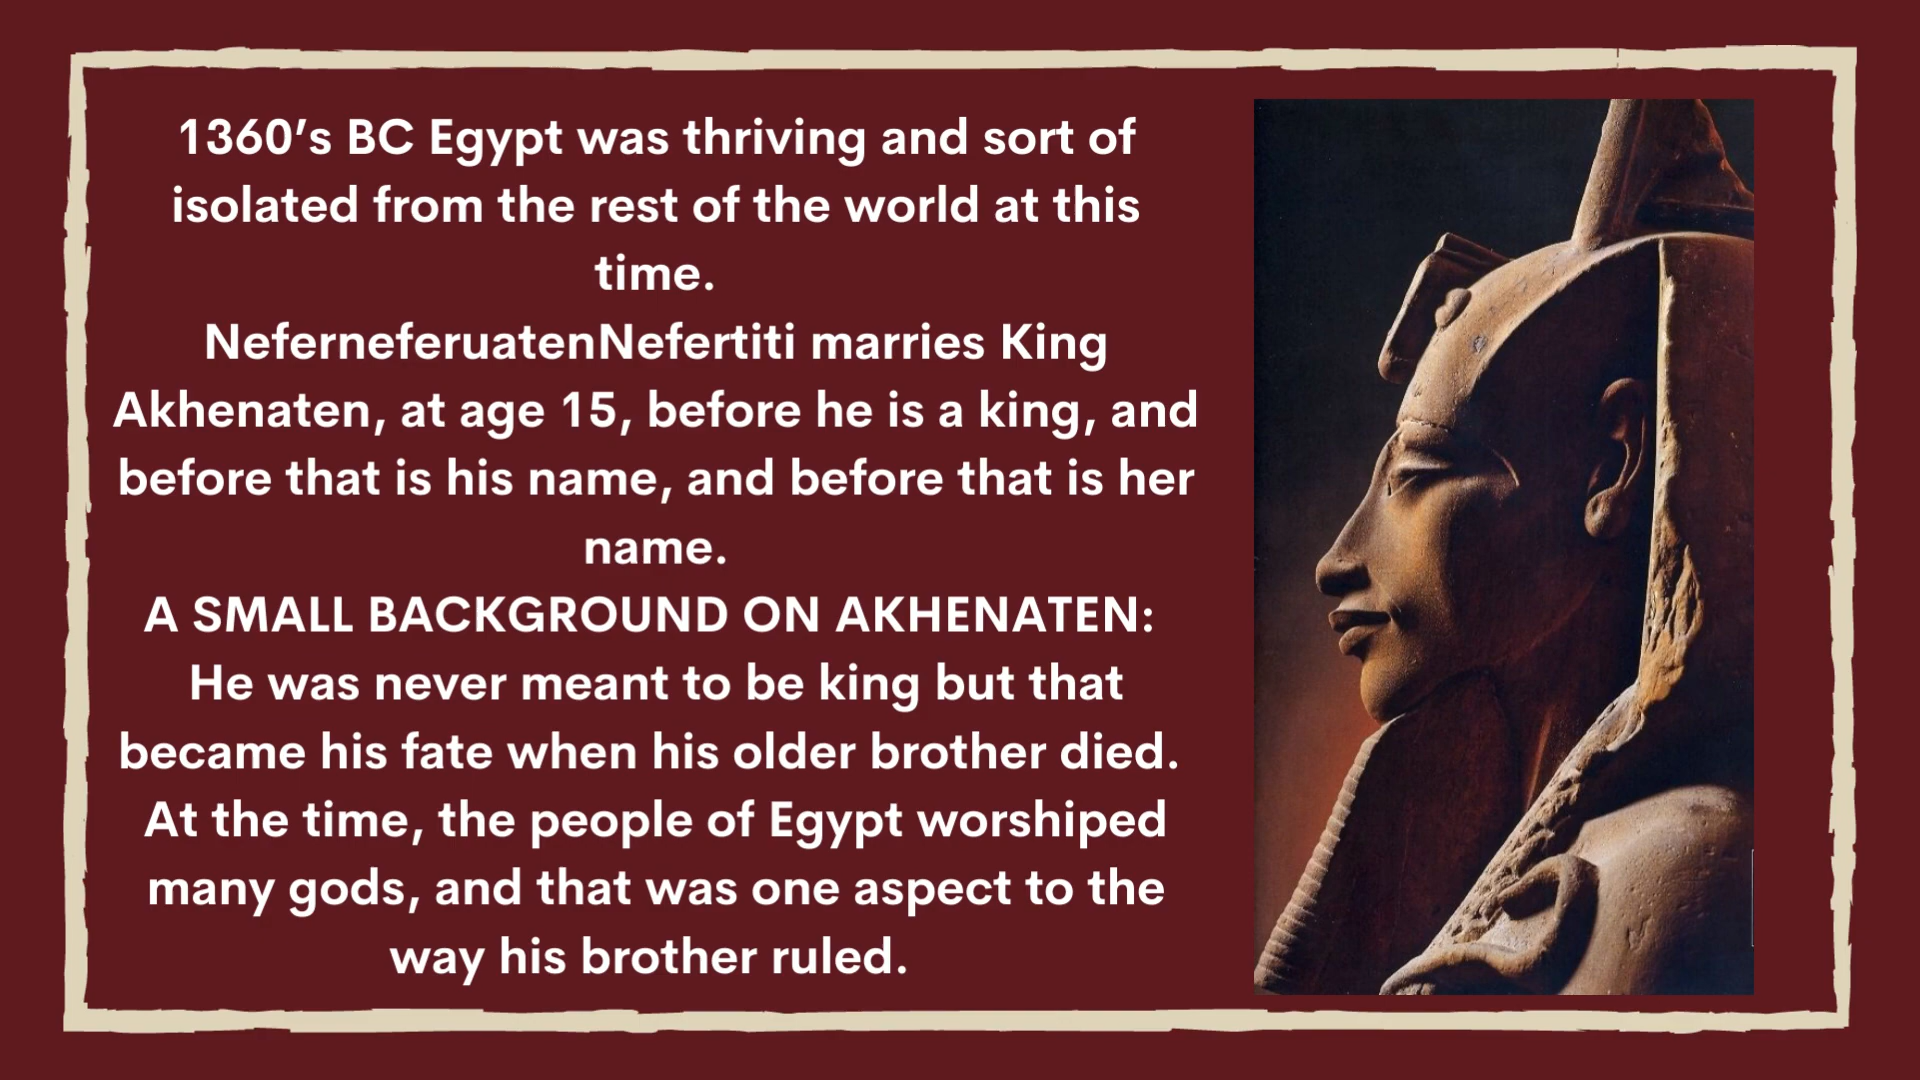 1360’s BC Egypt was thriving and sort of
isolated from the rest of the world at this
time.
NeferneferuatenNefertiti marries King
Akhenaten, at age 15, before he is a king, and
before that is his name, and before that is her
name.
A SMALL BACKGROUND ON AKHENATEN:
He was never meant to be king but that
became his fate when his older brother died.
At the time, the people of Egypt worshiped
many gods, and that was one aspect to the
way his brother ruled.